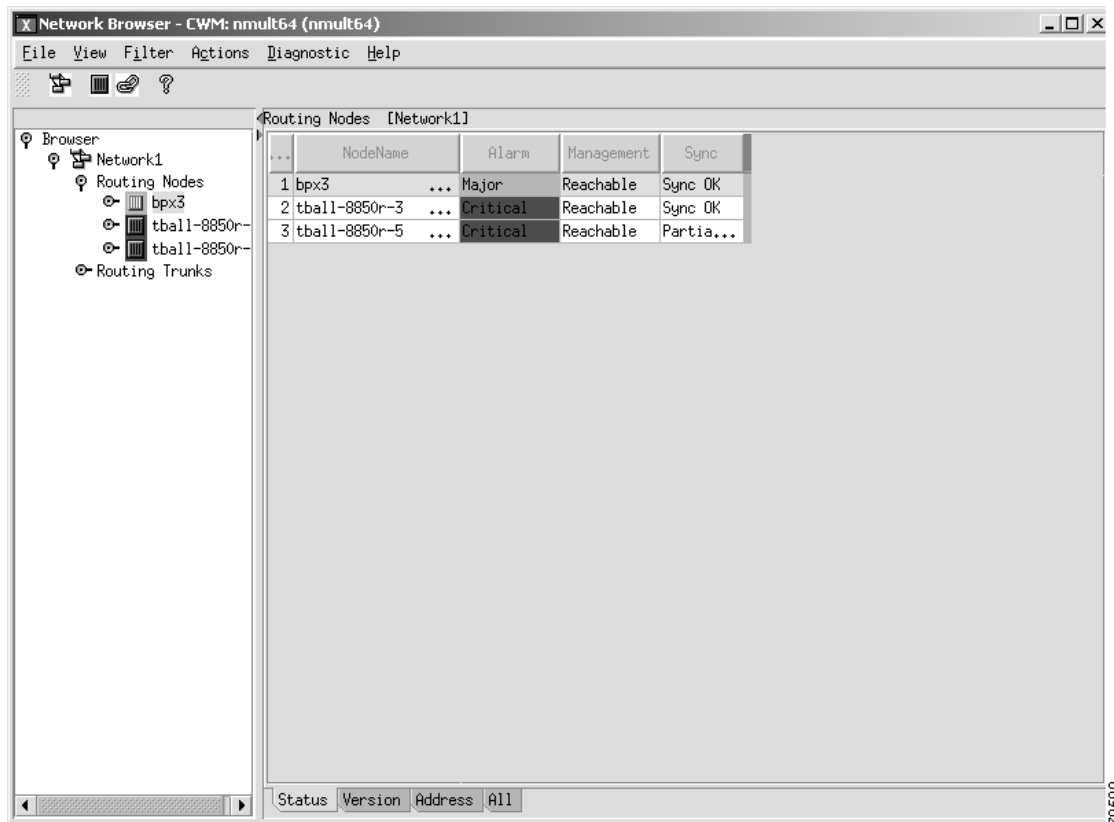 X Network Browser - CWM: nmult64 (nmult64)
File View Filter Actions Diagnostic Help
Routing Nodes [Network1]
Browser
Network1
Routing Nodes
bpx3
tball-8850r-
tball-8850r-
Routing Trunks
... NodeName Alarm Management Sync
1 bpx3 ... Major Reachable Sync OK
2 tball-8850r-3 ... Critical Reachable Sync OK
3 tball-8850r-5 ... Critical Reachable Partia...
Status Version Address All